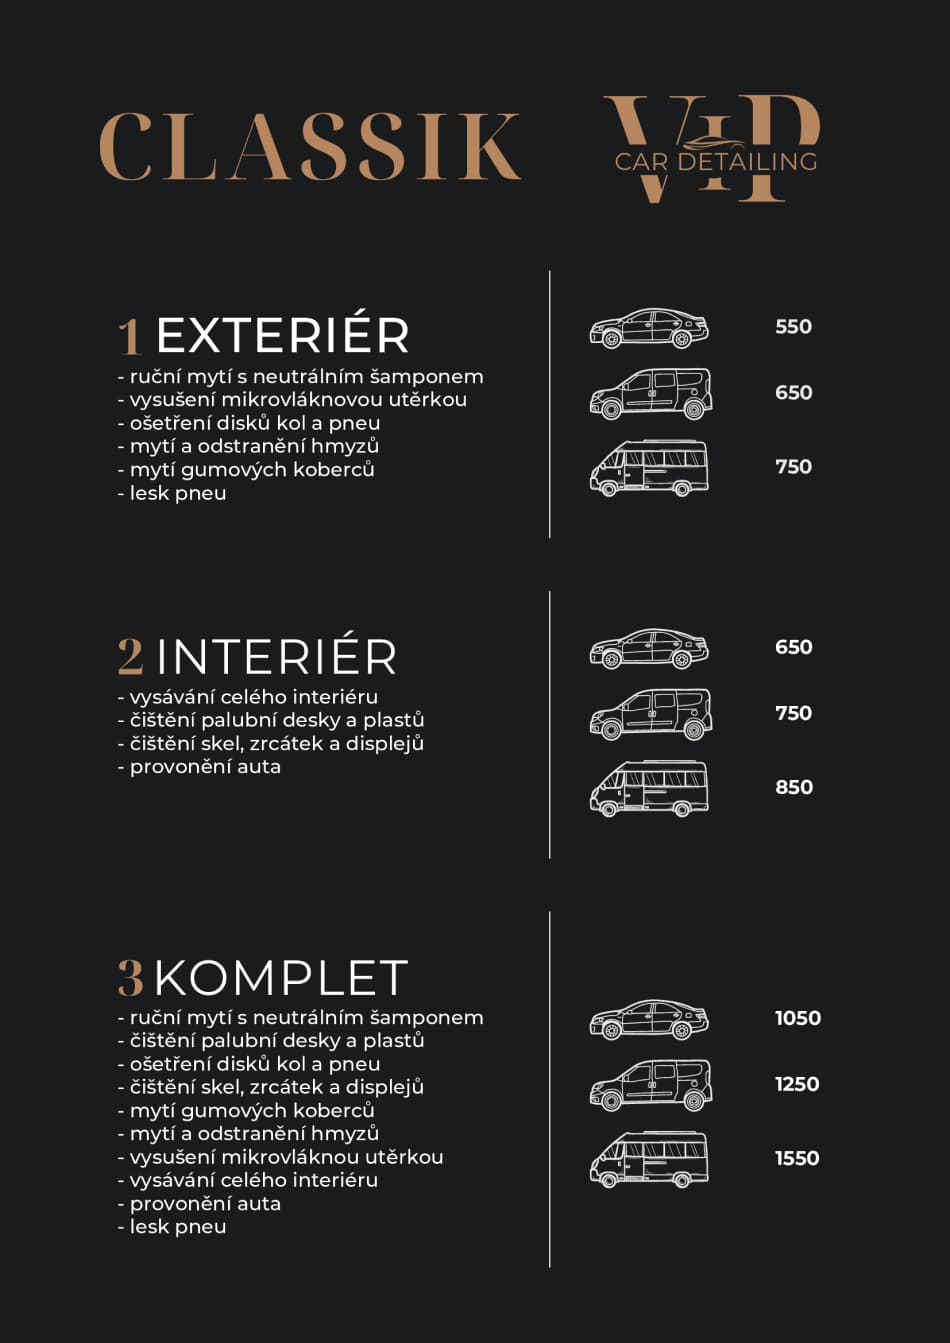 CLASSIK
VIP
CAR DETAILING
1 EXTERIÉR
- ruční mytí s neutrálním šamponem
- vysušení mikrovláknovou utěrkou
- ošetření disků kol a pneu
- mytí a odstranění hmyzů
- mytí gumových koberců
- lesk pneu
550
650
750
2 INTERIÉR
- vysávání celého interiéru
- čištění palubní desky a plastů
- čištění skel, zrcátek a displejů
- provonění auta
650
750
850
3 KOMPLET
- ruční mytí s neutrálním šamponem
- čištění palubní desky a plastů
- ošetření disků kol a pneu
- čištění skel, zrcátek a displejů
- mytí gumových koberců
- mytí a odstranění hmyzů
- vysušení mikrovláknou utěrkou
- vysávání celého interiéru
- provonění auta
- lesk pneu
1050
1250
1550